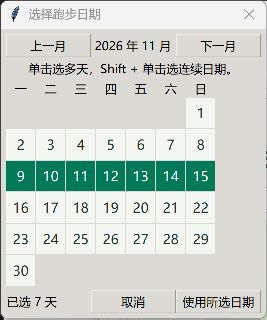 选择跑步日期
上一月 2026 年 11 月 下一月
单击选多天，Shift + 单击选连续日期。
一 二 三 四 五 六 日
1
2 3 4 5 6 7 8
9 10 11 12 13 14 15
16 17 18 19 20 21 22
23 24 25 26 27 28 29
30
已选 7 天 取消 使用所选日期